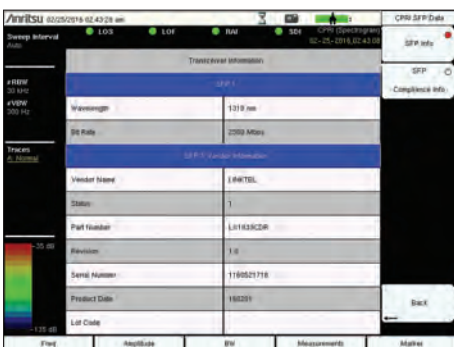 Anritsu 02/25/2016 02:43:28 am
CPRI SFP Data
Sweep Interval
Auto
LOS
LOF
RAI
SDI
CPRI (Spectrogram)
02-25-2016,02:43:08
SFP Info
Transceiver Information
SFP
Compliance Info
#RBW
30 kHz
SFP 1
#VBW
300 Hz
Wavelength
1310 nm
Bit Rate
2500 Mbps
Traces
A: Normal
SFP 1 Vendor Information
Vendor Name
LINKTEL
Status
1
Part Number
Revision
1.0
Serial Number
1160521718
Product Date
160201
Lot Code
-35 dB
-135 dB
Back
Freq
Amplitude
BW
Measurements
Marker